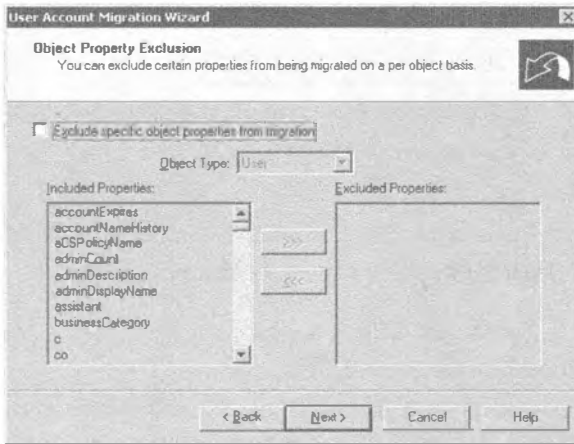 User Account Migration Wizard
Object Property Exclusion
You can exclude certain properties from being migrated on a per object basis.
Exclude specific object properties from migration
Object Type: User
Included Properties:
accountExpires
accountNameHistory
aCSPolicyName
adminCount
adminDescription
adminDisplayName
assistant
businessCategory
c
co
>>>
<<<
Excluded Properties:
< Back
Next >
Cancel
Help